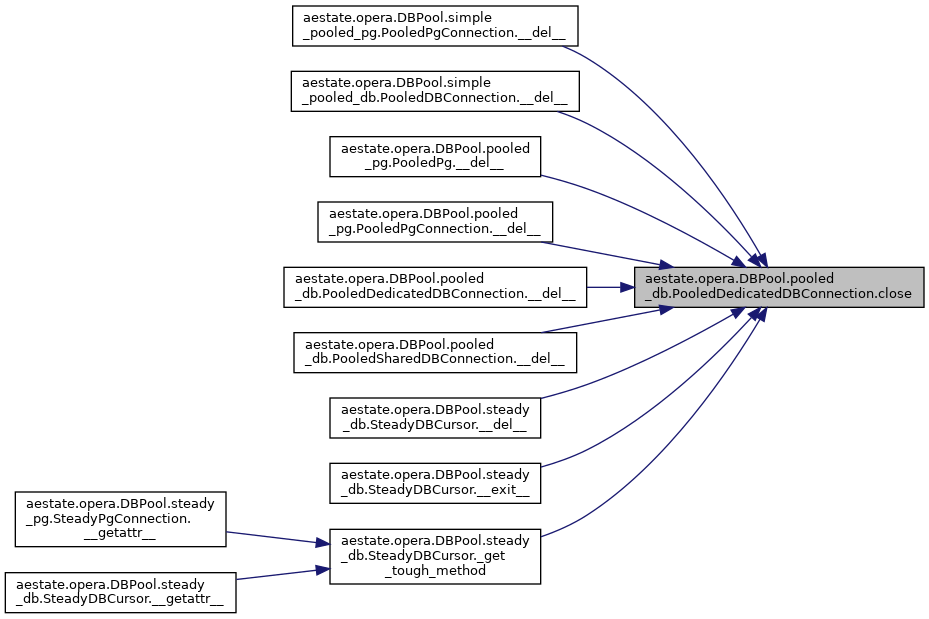 aestate.opera.DBPool.simple
_pooled_pg.PooledPgConnection.__del__
aestate.opera.DBPool.simple
_pooled_db.PooledDBConnection.__del__
aestate.opera.DBPool.pooled
_pg.PooledPg.__del__
aestate.opera.DBPool.pooled
_pg.PooledPgConnection.__del__
aestate.opera.DBPool.pooled
_db.PooledDedicatedDBConnection.__del__
aestate.opera.DBPool.pooled
_db.PooledDedicatedDBConnection.close
aestate.opera.DBPool.pooled
_db.PooledSharedDBConnection.__del__
aestate.opera.DBPool.steady
_db.SteadyDBCursor.__del__
aestate.opera.DBPool.steady
_db.SteadyDBCursor.__exit__
aestate.opera.DBPool.steady
_pg.SteadyPgConnection.
__getattr__
aestate.opera.DBPool.steady
_db.SteadyDBCursor._get
_tough_method
aestate.opera.DBPool.steady
_db.SteadyDBCursor.__getattr__